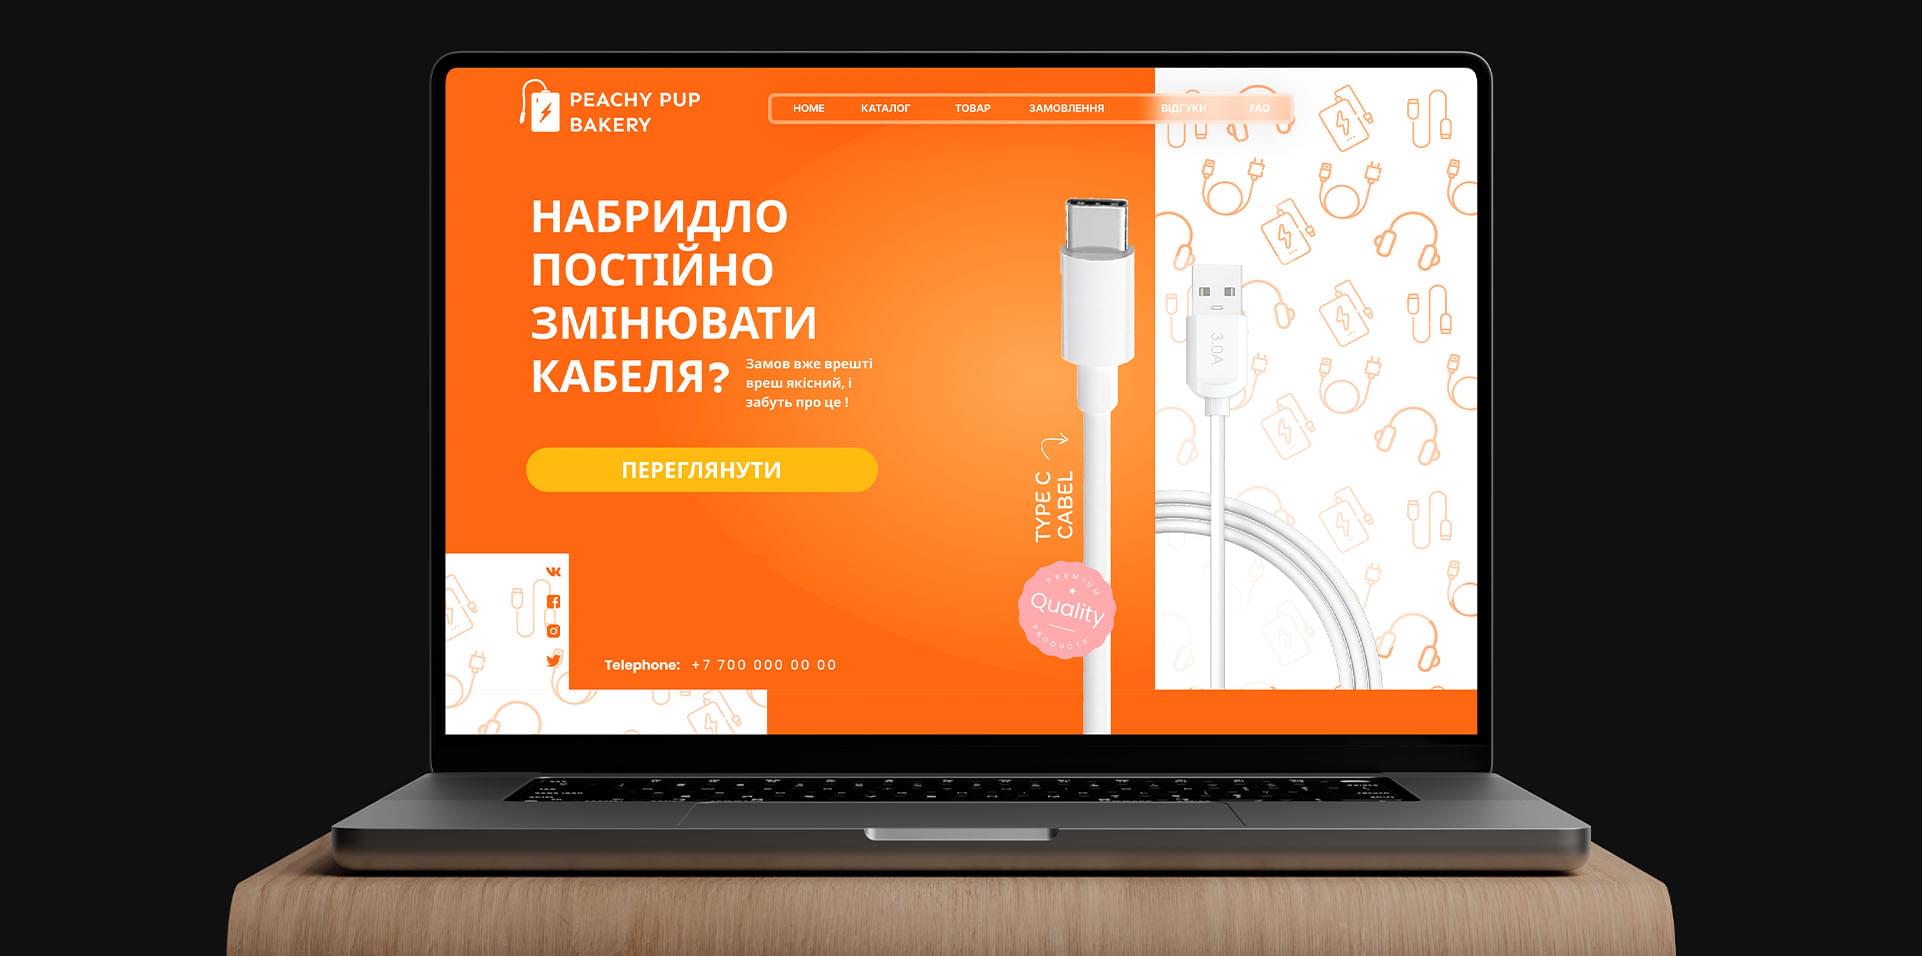 PEACHY PUP
BAKERY
HOME
КАТАЛОГ
ТОВАР
ЗАМОВЛЕННЯ
ВІДГУКИ
FAQ
НАБРИДЛО
ПОСТІЙНО
ЗМІНЮВАТИ
КАБЕЛЯ?
Замов вже врешті
вреш якісний, і
забуть про це !
ПЕРЕГЛЯНУТИ
TYPE C
CABEL
3.0A
PREMIUM
Quality
PRODUCTS
Telephone: +7 700 000 00 00